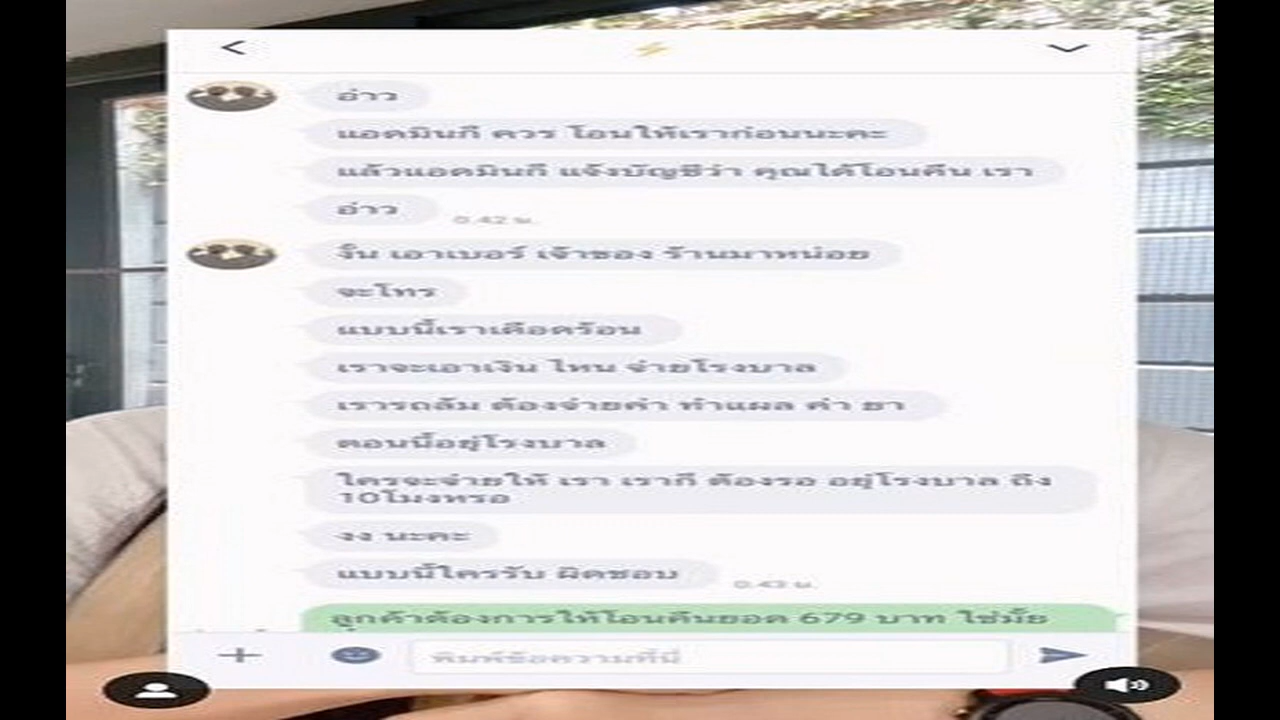 อ่าว
แอดมินก็ ควร โอนให้เราก่อนนะคะ
แล้วแอดมินก็ แจ้งบัญชีว่า คุณได้โอนคืน เรา
อ่าว
0:42 น.
งั้น เอาเบอร์ เจ้าของ ร้านมาหน่อย
จะโทร
แบบนี้เราเดือดร้อน
เราจะเอาเงิน ไหน จ่ายโรงบาล
เรารถล้ม ต้องจ่ายค่า ทำแผล ค่า ยา
ตอนนี้อยู่โรงบาล
ใครจะจ่ายให้ เรา เราก็ ต้องรอ อยู่โรงบาล ถึง
10โมงหรอ
งง นะคะ
แบบนี้ใครรับ ผิดชอบ
0:43 น.
ลูกค้าต้องการให้โอนคืนยอด 679 บาท ใช่มั้ย
พิมพ์ข้อความที่นี่